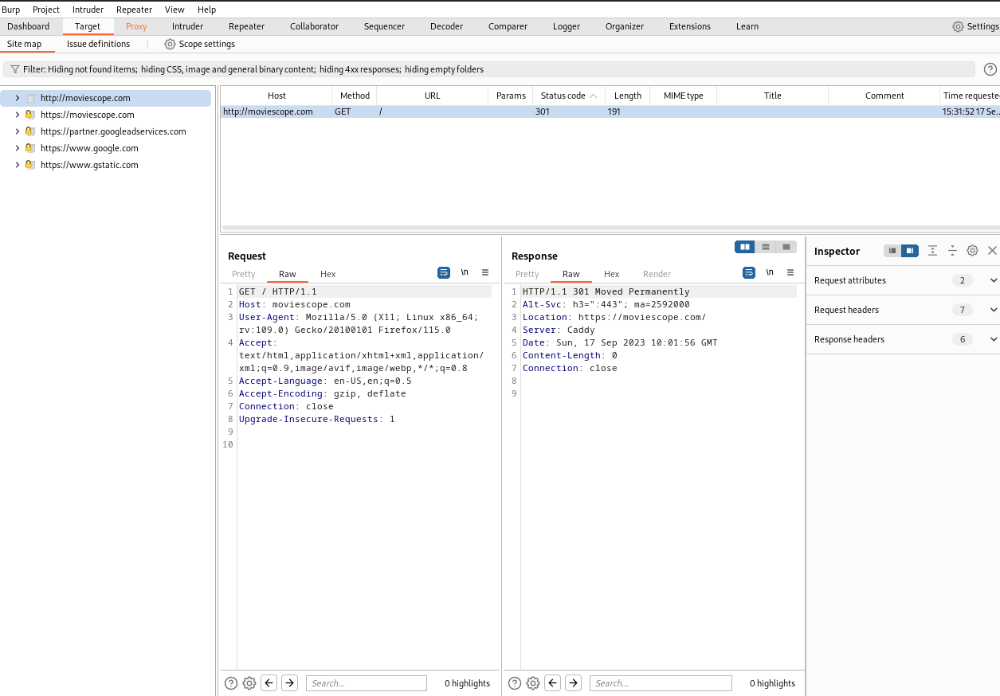 Burp Project Intruder Repeater View Help
Dashboard Target Proxy Intruder Repeater Collaborator Sequencer Decoder Comparer Logger Organizer Extensions Learn Settings
Site map Issue definitions Scope settings
Filter: Hiding not found items; hiding CSS, image and general binary content; hiding 4xx responses; hiding empty folders
http://moviescope.com
https://moviescope.com
https://partner.googleadservices.com
https://www.google.com
https://www.gstatic.com
Host Method URL Params Status code Length MIME type Title Comment Time requeste
http://moviescope.com GET / 301 191 15:31:52 17 Se...
Request
Pretty Raw Hex \n
1 GET / HTTP/1.1
2 Host: moviescope.com
3 User-Agent: Mozilla/5.0 (X11; Linux x86_64;
rv:109.0) Gecko/20100101 Firefox/115.0
4 Accept:
text/html,application/xhtml+xml,application/
xml;q=0.9,image/avif,image/webp,*/*;q=0.8
5 Accept-Language: en-US,en;q=0.5
6 Accept-Encoding: gzip, deflate
7 Connection: close
8 Upgrade-Insecure-Requests: 1
9
10
Search... 0 highlights
Response
Pretty Raw Hex Render \n
1 HTTP/1.1 301 Moved Permanently
2 Alt-Svc: h3=":443"; ma=2592000
3 Location: https://moviescope.com/
4 Server: Caddy
5 Date: Sun, 17 Sep 2023 10:01:56 GMT
6 Content-Length: 0
7 Connection: close
8
9
Search... 0 highlights
Inspector
Request attributes 2
Request headers 7
Response headers 6